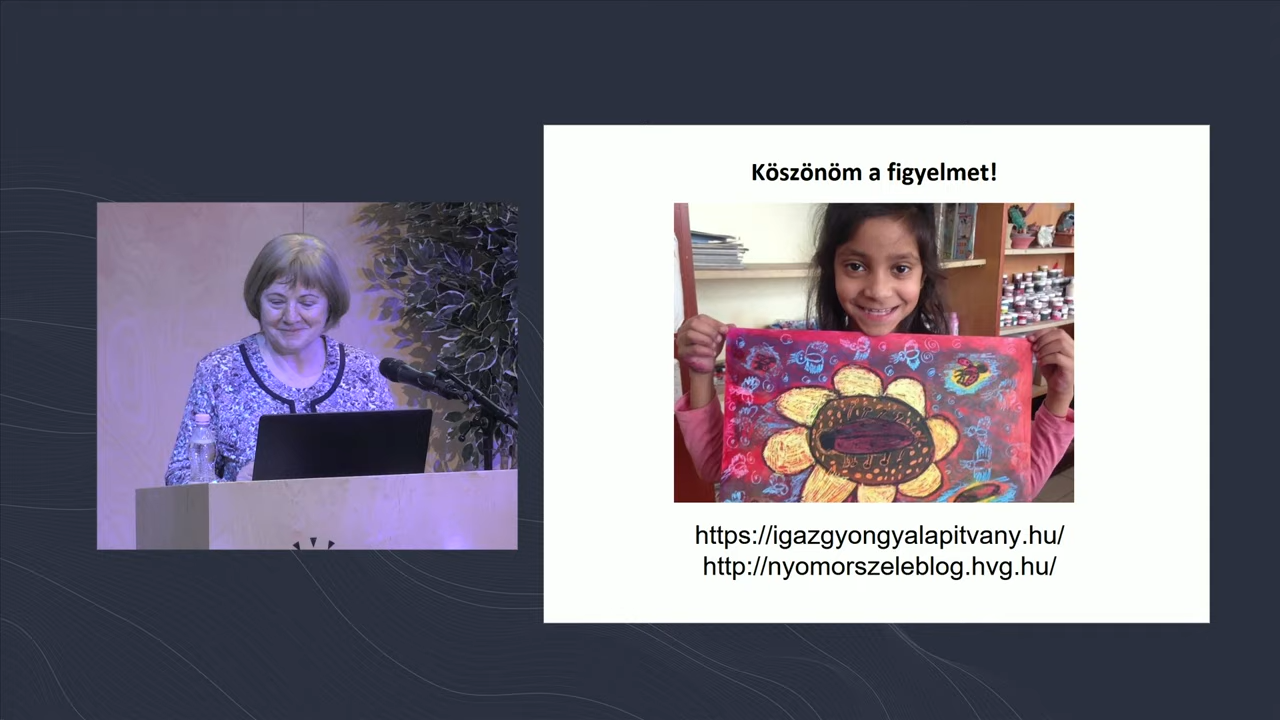 Köszönöm a figyelmet!
https://igazgyongyalapitvany.hu/
http://nyomorszeleblog.hvg.hu/